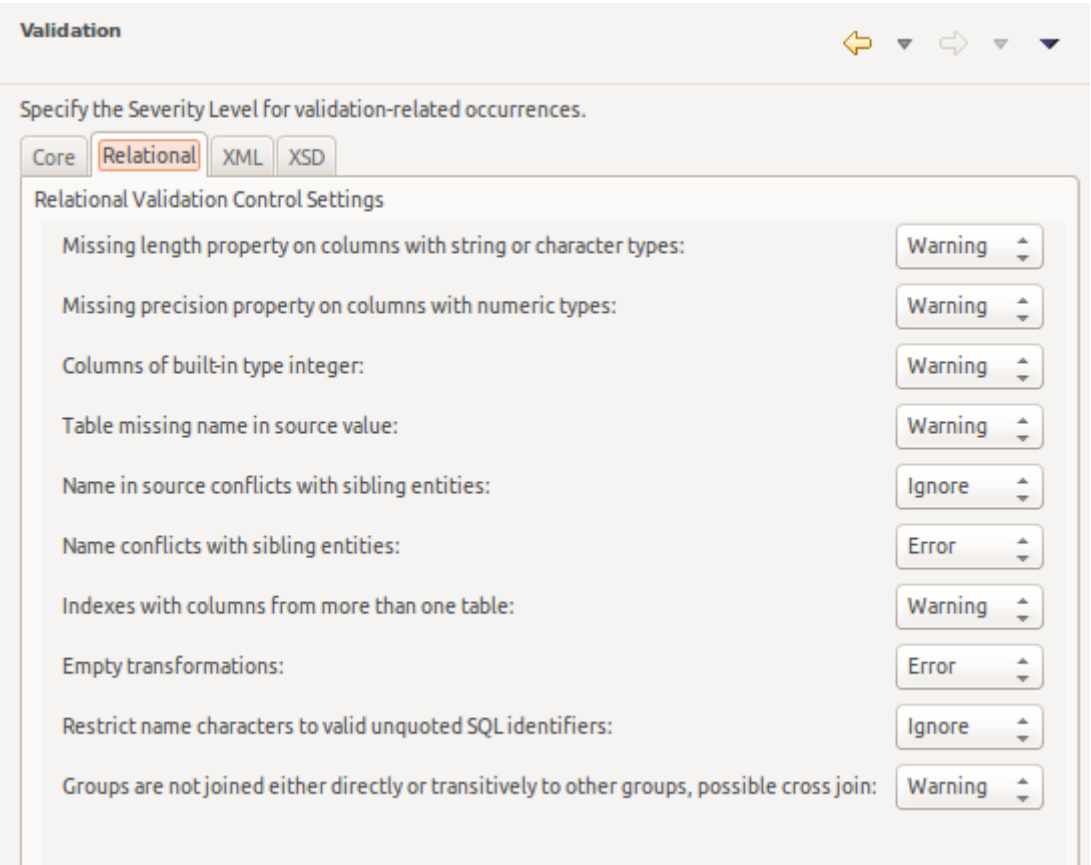 Validation
Specify the Severity Level for validation-related occurrences.
Core Relational XML XSD
Relational Validation Control Settings
Missing length property on columns with string or character types: Warning
Missing precision property on columns with numeric types: Warning
Columns of built-in type integer: Warning
Table missing name in source value: Warning
Name in source conflicts with sibling entities: Ignore
Name conflicts with sibling entities: Error
Indexes with columns from more than one table: Warning
Empty transformations: Error
Restrict name characters to valid unquoted SQL identifiers: Ignore
Groups are not joined either directly or transitively to other groups, possible cross join: Warning